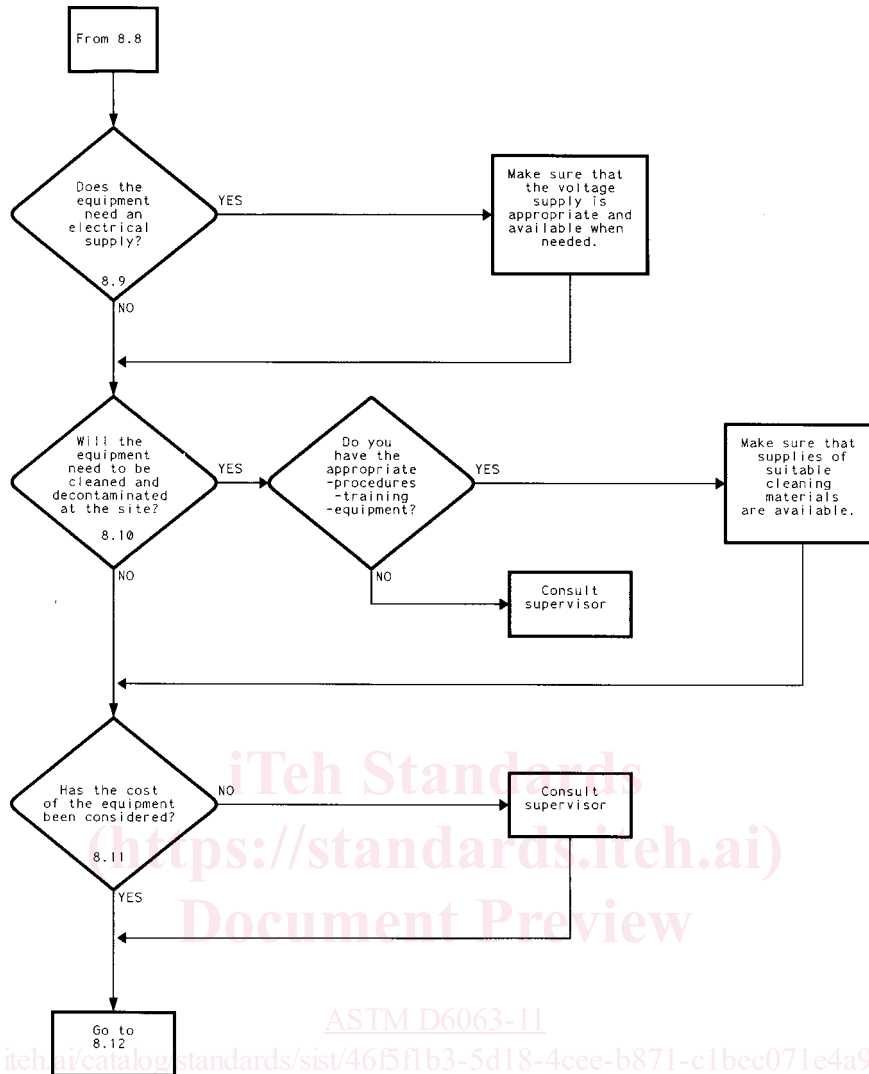 From 8.8
Does the
equipment
need an
electrical
supply?
8.9
YES
NO
Make sure that
the voltage
supply is
appropriate and
available when
needed.
Will the
equipment
need to be
cleaned and
decontaminated
at the site?
8.10
YES
NO
Do you
have the
appropriate
-procedures
-training
-equipment?
YES
NO
Make sure that
supplies of
suitable
cleaning
materials
are available.
Consult
supervisor
Has the cost
of the equipment
been considered?
8.11
NO
YES
Consult
supervisor
Go to
8.12
iTeh Standards
(https://standards.iteh.ai)
Document Preview
ASTM D6063-11
iteh.ai/catalog/standards/sist/46f5f1b3-5d18-4cee-b871-c1bec071e4a9